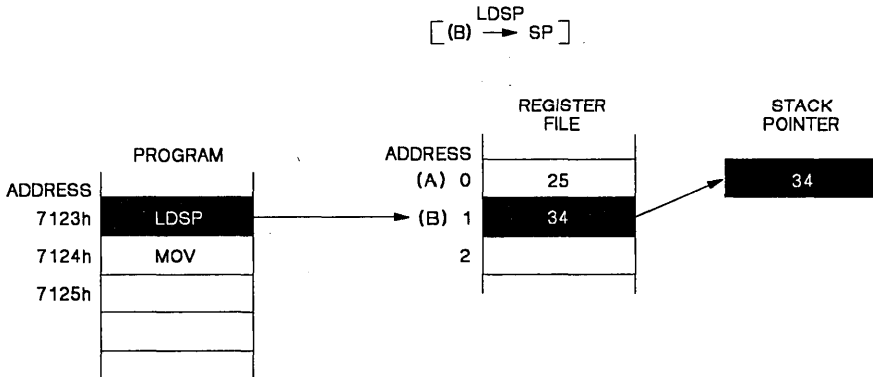 LDSP
[(B) → SP]
REGISTER
FILE
STACK
POINTER
PROGRAM
ADDRESS
ADDRESS
(A) 0 25
34
7123h LDSP
(B) 1 34
7124h MOV
2
7125h